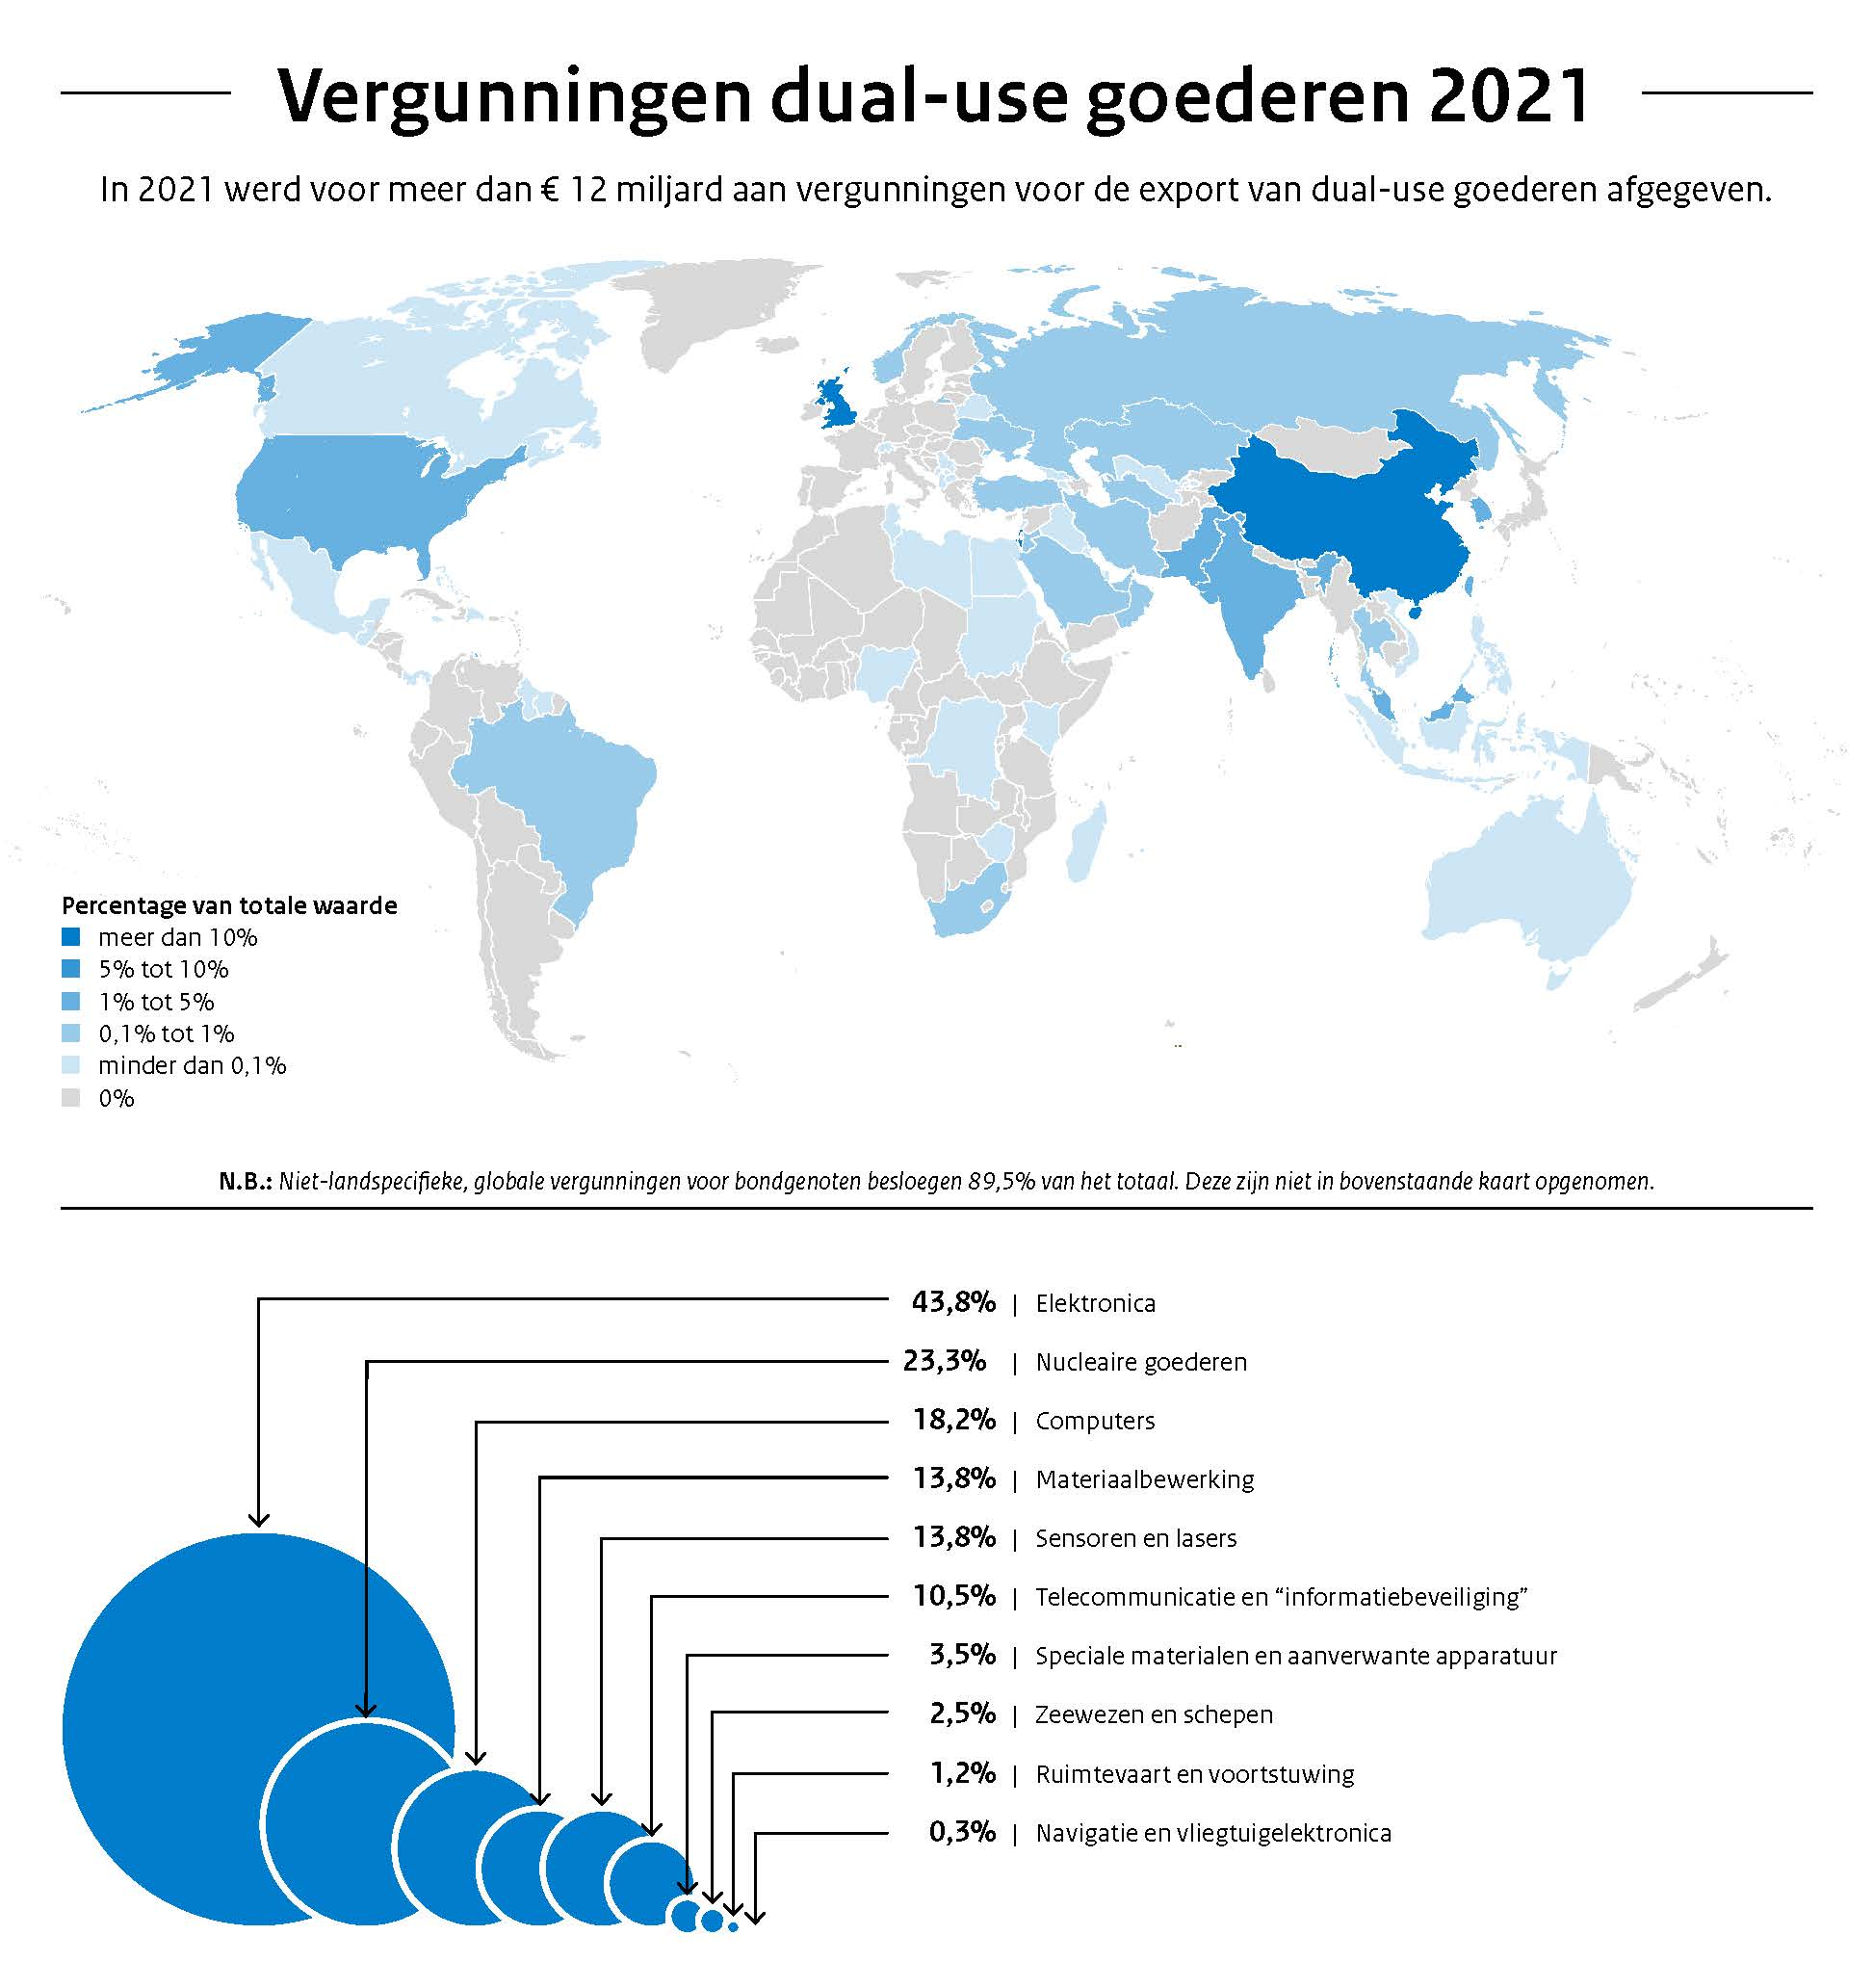 Vergunningen dual-use goederen 2021
In 2021 werd voor meer dan € 12 miljard aan vergunningen voor de export van dual-use goederen afgegeven.
Percentage van totale waarde
meer dan 10%
5% tot 10%
1% tot 5%
0,1% tot 1%
minder dan 0,1%
0%
N.B.: Niet-landspecifieke, globale vergunningen voor bondgenoten besloegen 89,5% van het totaal. Deze zijn niet in bovenstaande kaart opgenomen.
43,8% | Elektronica
23,3% | Nucleaire goederen
18,2% | Computers
13,8% | Materiaalbewerking
13,8% | Sensoren en lasers
10,5% | Telecommunicatie en “informatiebeveiliging”
3,5% | Speciale materialen en aanverwante apparatuur
2,5% | Zeewezen en schepen
1,2% | Ruimtevaart en voortstuwing
0,3% | Navigatie en vliegtuigelektronica